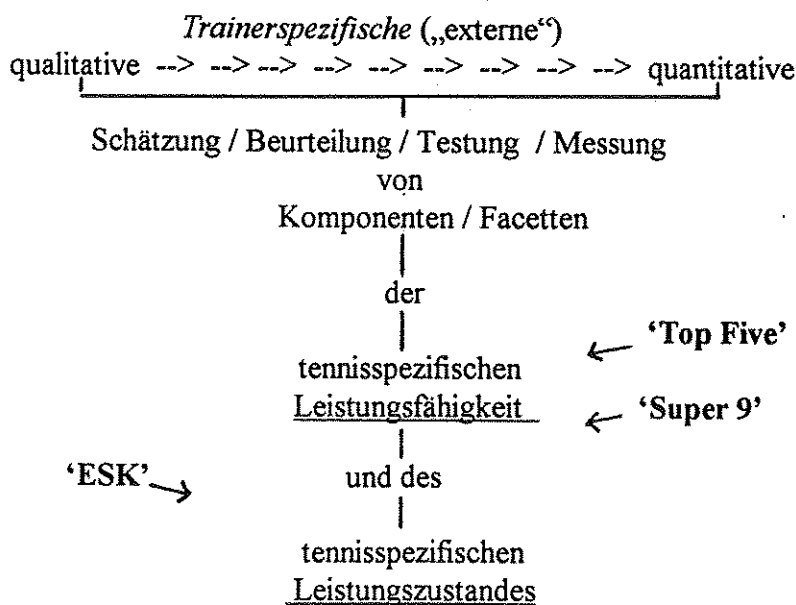 Trainerspezifische („externe“)
qualitative --> --> --> --> --> --> --> --> --> quantitative
Schätzung / Beurteilung / Testung / Messung
von
Komponenten / Facetten
der
‘Top Five’
tennisspezifischen
Leistungsfähigkeit
‘Super 9’
‘ESK’
und des
tennisspezifischen
Leistungszustandes